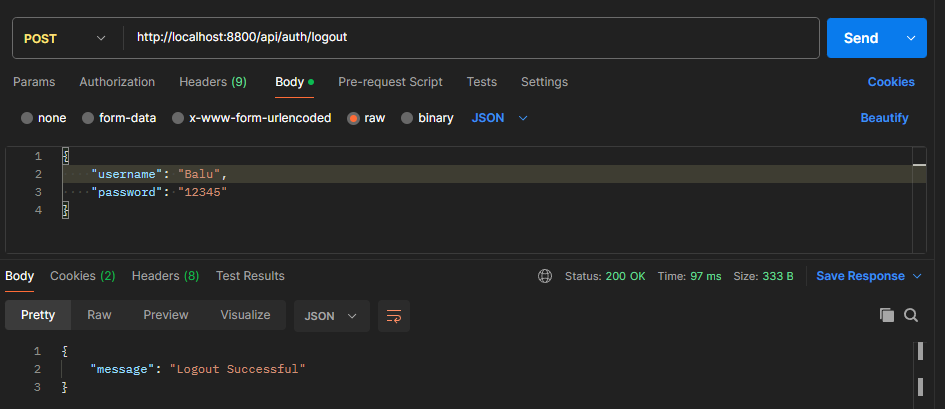 POST http://localhost:8800/api/auth/logout Send
Params Authorization Headers (9) Body Pre-request Script Tests Settings Cookies
none form-data x-www-form-urlencoded raw binary JSON Beautify
1 {
2 "username": "Balu",
3 "password": "12345"
4 }
Body Cookies (2) Headers (8) Test Results Status: 200 OK Time: 97 ms Size: 333 B Save Response
Pretty Raw Preview Visualize JSON
1 {
2 "message": "Logout Successful"
3 }